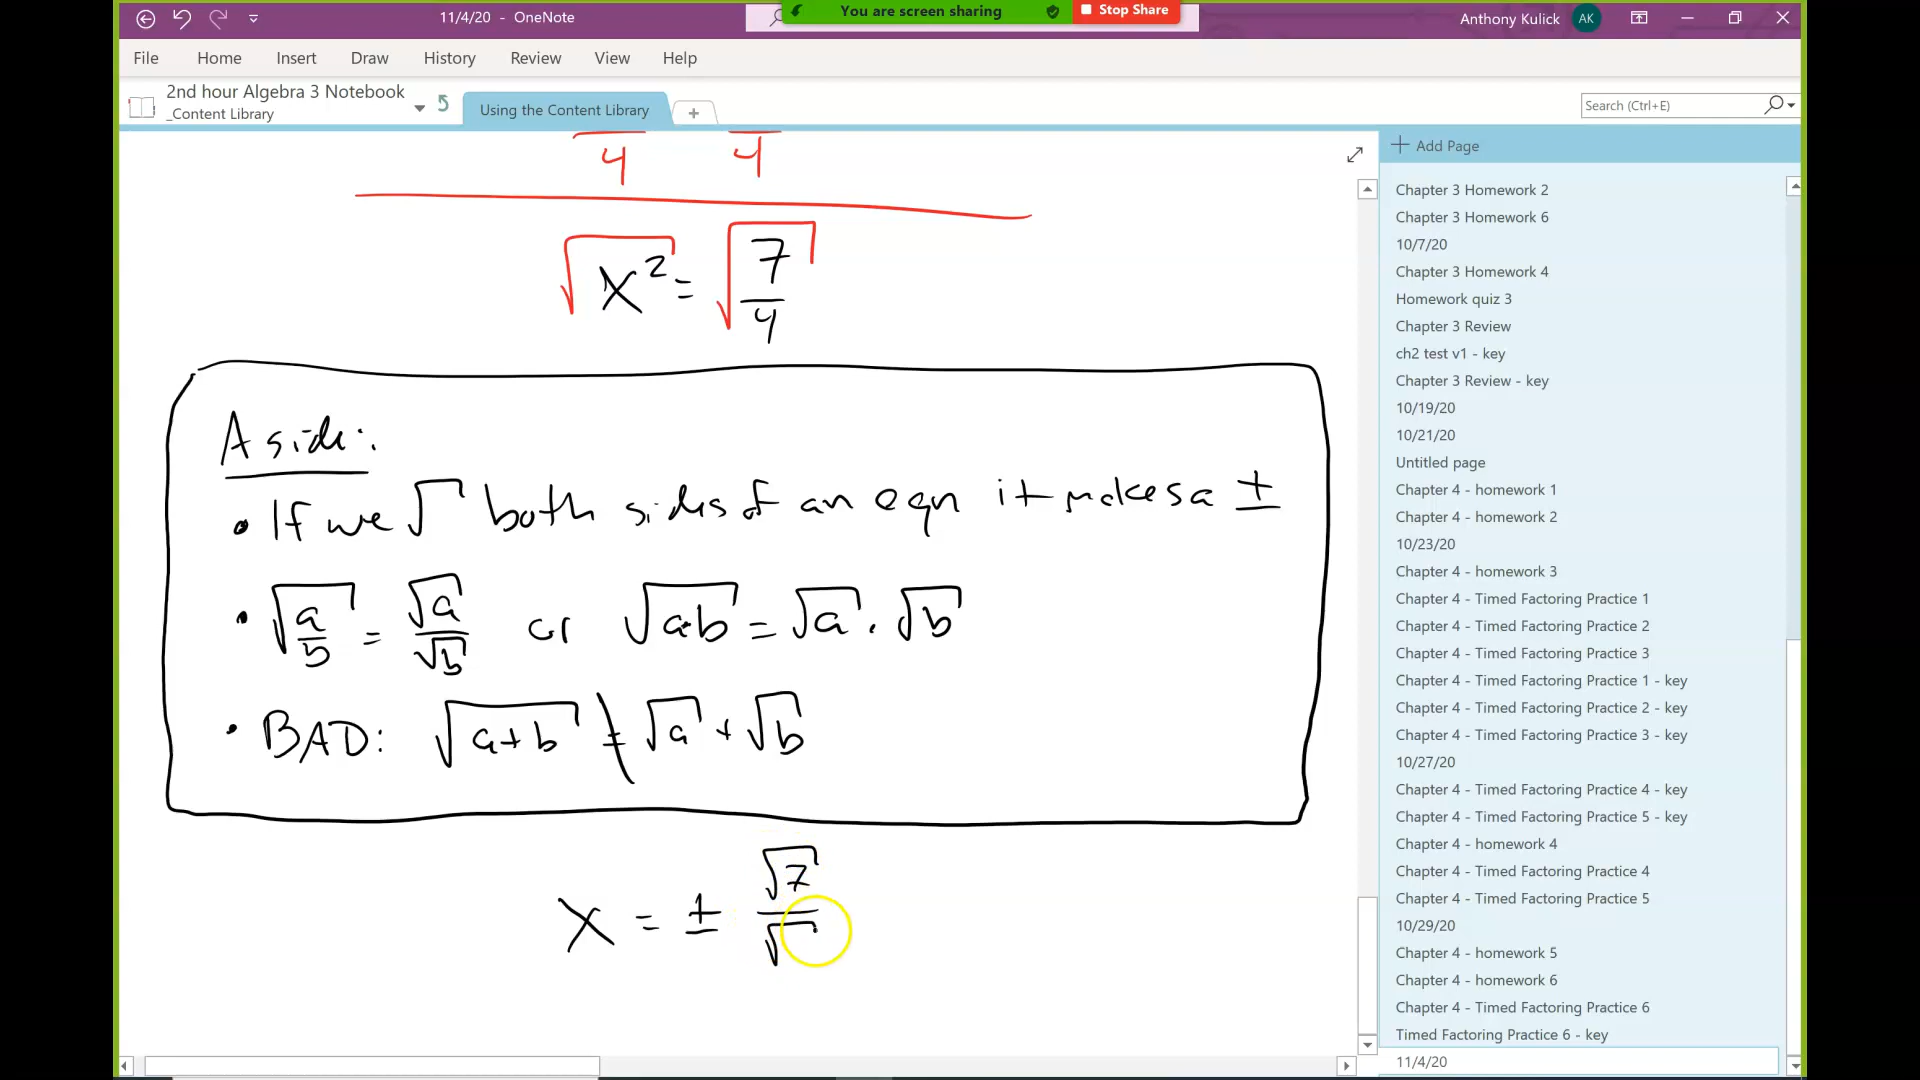 11/4/20 - OneNote
You are screen sharing
Stop Share
Anthony Kulick
AK
File Home Insert Draw History Review View Help
2nd hour Algebra 3 Notebook
_Content Library
Using the Content Library
+
Search (Ctrl+E)
4 4
√x² = √7/4
Aside:
• If we √ both sides of an eqn it makes a ±
• √a/b = √a/√b or √a·b = √a · √b
• BAD: √a+b ≠ √a + √b
x = ± √7/√
Add Page
Chapter 3 Homework 2
Chapter 3 Homework 6
10/7/20
Chapter 3 Homework 4
Homework quiz 3
Chapter 3 Review
ch2 test v1 - key
Chapter 3 Review - key
10/19/20
10/21/20
Untitled page
Chapter 4 - homework 1
Chapter 4 - homework 2
10/23/20
Chapter 4 - homework 3
Chapter 4 - Timed Factoring Practice 1
Chapter 4 - Timed Factoring Practice 2
Chapter 4 - Timed Factoring Practice 3
Chapter 4 - Timed Factoring Practice 1 - key
Chapter 4 - Timed Factoring Practice 2 - key
Chapter 4 - Timed Factoring Practice 3 - key
10/27/20
Chapter 4 - Timed Factoring Practice 4 - key
Chapter 4 - Timed Factoring Practice 5 - key
Chapter 4 - homework 4
Chapter 4 - Timed Factoring Practice 4
Chapter 4 - Timed Factoring Practice 5
10/29/20
Chapter 4 - homework 5
Chapter 4 - homework 6
Chapter 4 - Timed Factoring Practice 6
Timed Factoring Practice 6 - key
11/4/20